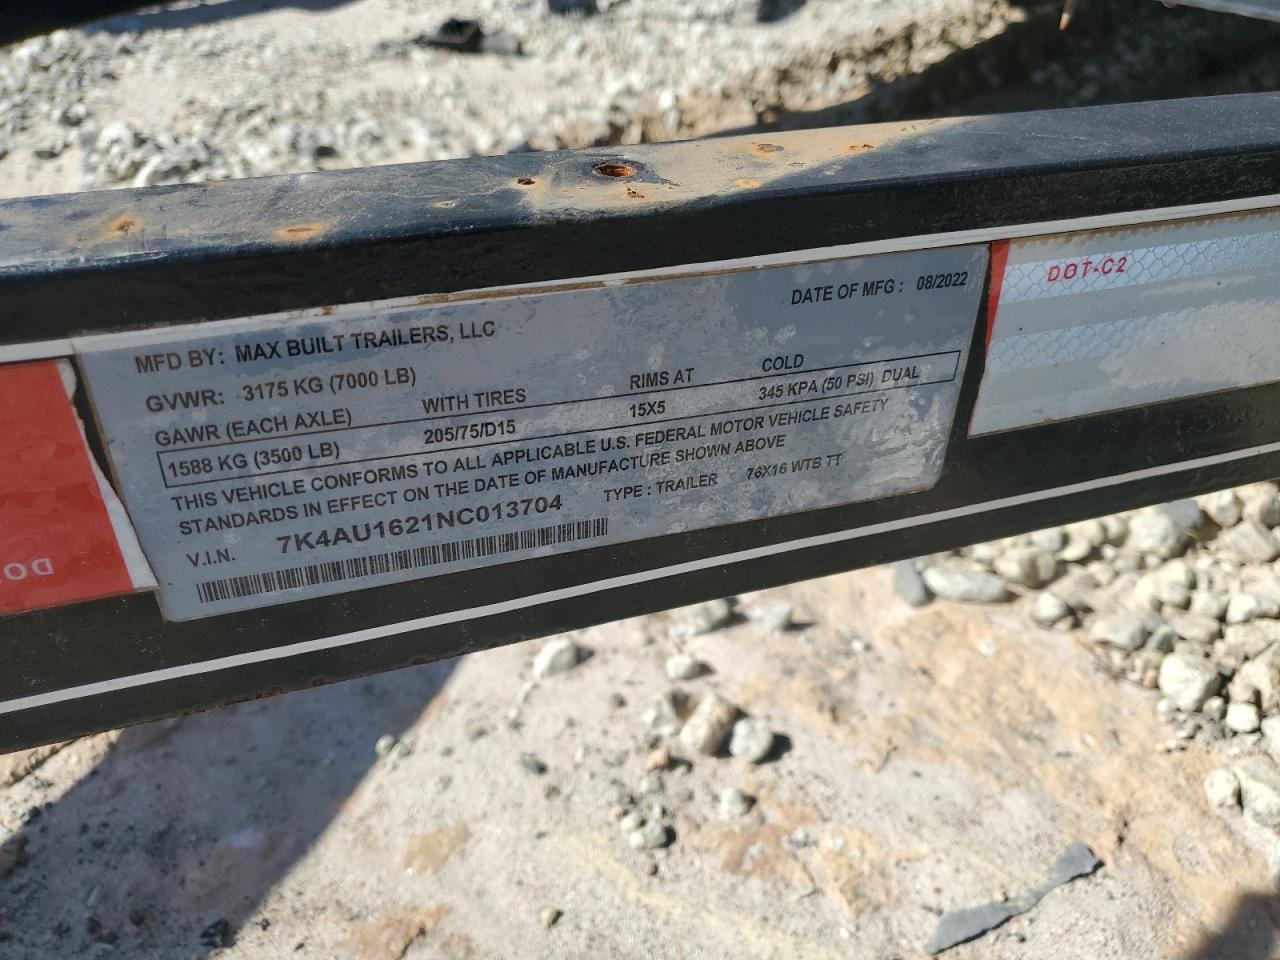 DATE OF MFG : 08/2022
MFD BY: MAX BUILT TRAILERS, LLC
GVWR: 3175 KG (7000 LB)
GAWR (EACH AXLE) WITH TIRES RIMS AT COLD
1588 KG (3500 LB) 205/75/D15 15X5 345 KPA (50 PSI) DUAL
THIS VEHICLE CONFORMS TO ALL APPLICABLE U.S. FEDERAL MOTOR VEHICLE SAFETY
STANDARDS IN EFFECT ON THE DATE OF MANUFACTURE SHOWN ABOVE
V.I.N. 7K4AU1621NC013704 TYPE : TRAILER 76X16 WTB TT
DOT-C2
DO